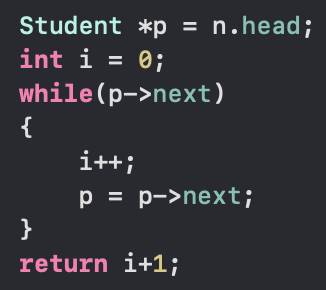 Student *p = n.head;
int i = 0;
while(p->next)
{
    i++;
    p = p->next;
}
return i+1;